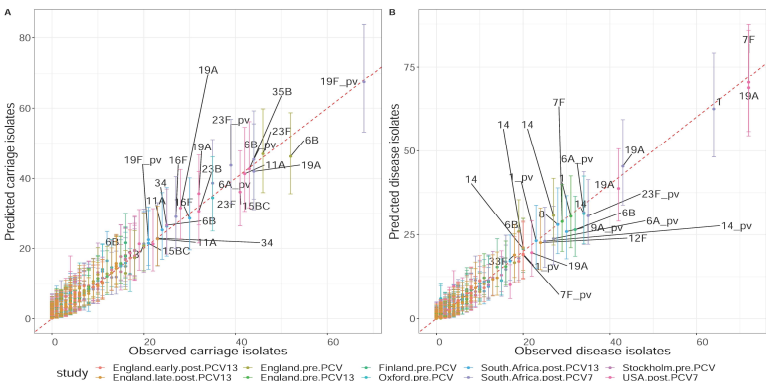 A
B
80
60
40
20
0
Predicted carriage isolates
19A
19F_pv
35B
23F_pv
19F_pv
16F
19A
6B_pv
23F
6B
34
23B
11A
19A
11A
6A_pv
16F
23F
15BC
6B
6B
13
15BC
11A
34
0
20
40
60
Observed carriage isolates
75
50
25
0
Predicted disease isolates
7F
1
19A
7F
14
14
19A
1_pv
6A_pv
14
19A
1
23F_pv
14
6B
6B
6A_pv
19A_pv
14_pv
12F
33F
1_pv
19A
7F_pv
0
20
40
60
Observed disease isolates
study
England.early.post.PCV13
England.pre.PCV
Finland.pre.PCV
South.Africa.post.PCV13
Stockholm.pre.PCV
England.late.post.PCV13
England.pre.PCV13
Oxford.pre.PCV
South.Africa.post.PCV7
USA.post.PCV7